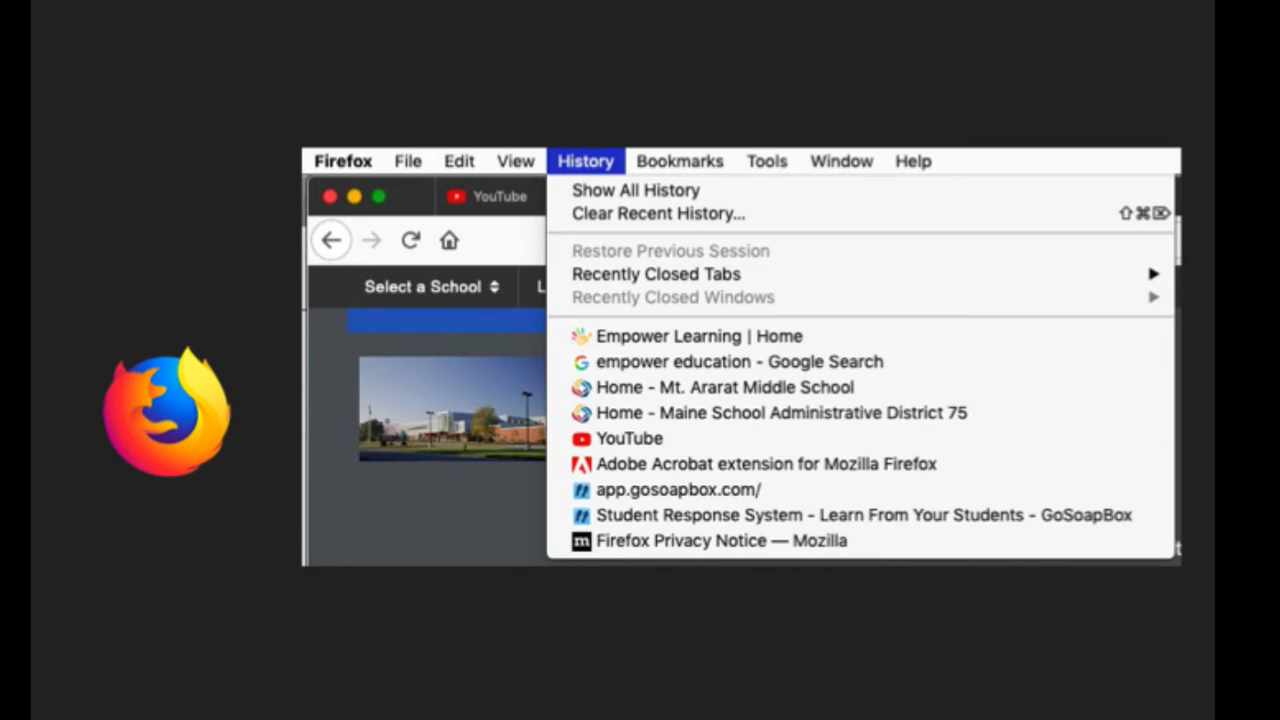 Firefox File Edit View History Bookmarks Tools Window Help
YouTube
Show All History
Clear Recent History... ⇧⌘⌦
Restore Previous Session
Select a School
Recently Closed Tabs
Recently Closed Windows
Empower Learning | Home
empower education - Google Search
Home - Mt. Ararat Middle School
Home - Maine School Administrative District 75
YouTube
Adobe Acrobat extension for Mozilla Firefox
app.gosoapbox.com/
Student Response System - Learn From Your Students - GoSoapBox
m Firefox Privacy Notice — Mozilla